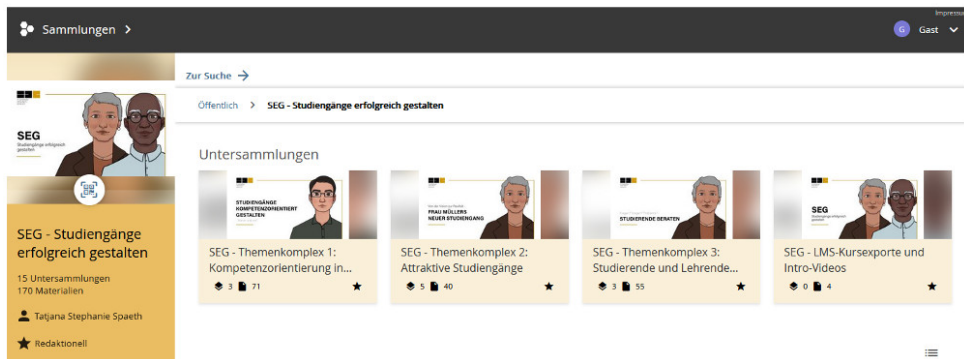 Impressu
Sammlungen >
G Gast
Zur Suche →
Öffentlich > SEG - Studiengänge erfolgreich gestalten
SEG
Studiengänge erfolgreich
gestalten
SEG - Studiengänge
erfolgreich gestalten
15 Untersammlungen
170 Materialien
Tatjana Stephanie Spaeth
Redaktionell
Untersammlungen
STUDIENGÄNGE
KOMPETENZORIENTIERT
GESTALTEN
SEG - Themenkomplex 1:
Kompetenzorientierung in...
3 71
FRAU MÜLLERS
NEUER STUDIENGANG
SEG - Themenkomplex 2:
Attraktive Studiengänge
5 40
STUDIERENDE BERATEN
SEG - Themenkomplex 3:
Studierende und Lehrende...
3 55
SEG
SEG - LMS-Kursexporte und
Intro-Videos
0 4